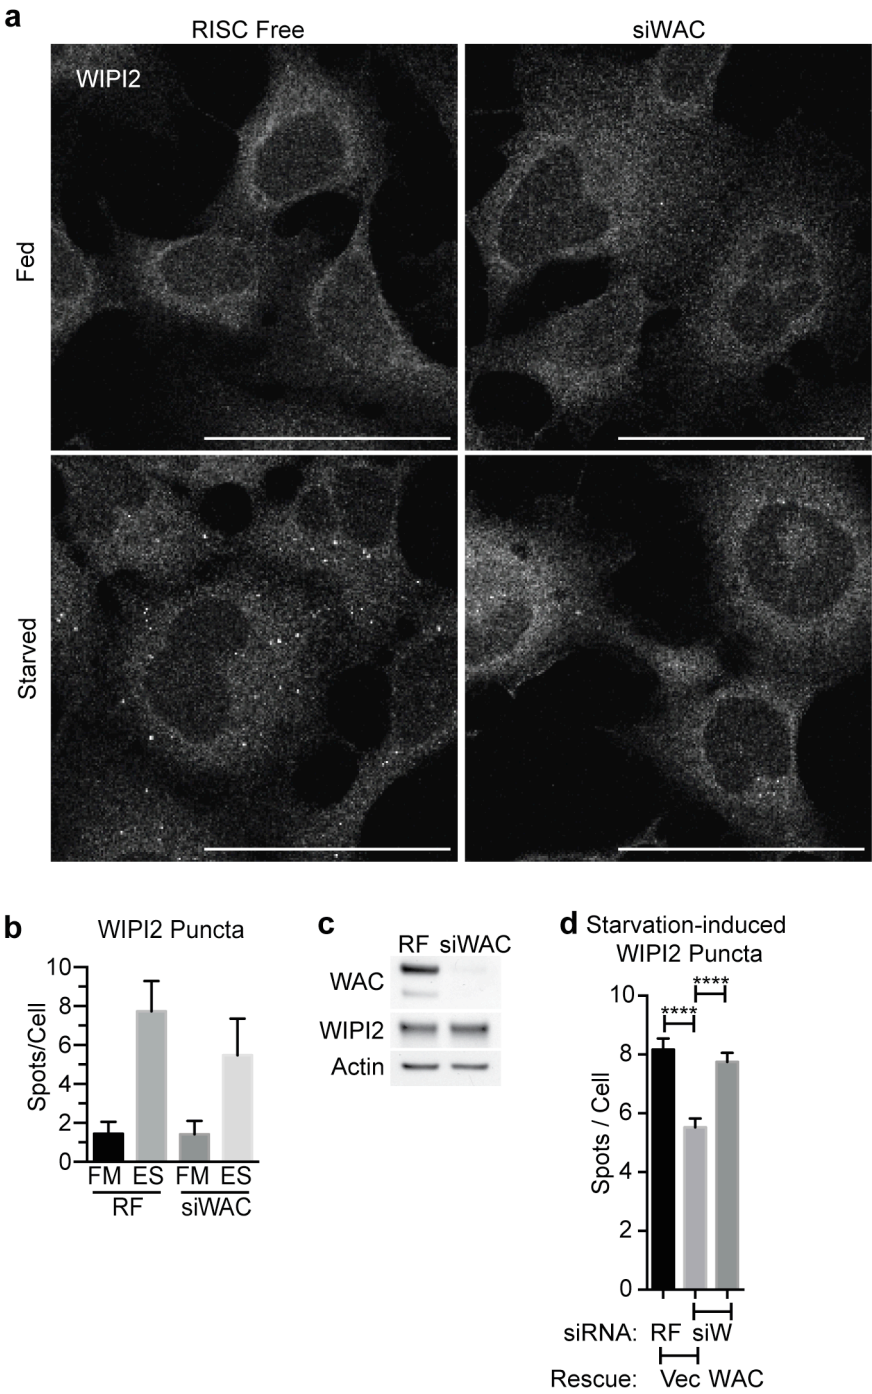 a
RISC Free
siWAC
WIPI2
Fed
Starved
b
WIPI2 Puncta
Spots/Cell
10
8
6
4
2
0
FM ES FM ES
RF siWAC
c
RF siWAC
WAC
WIPI2
Actin
d Starvation-induced
WIPI2 Puncta
Spots / Cell
****
****
10
8
6
4
2
0
siRNA: RF siW
Rescue: Vec WAC